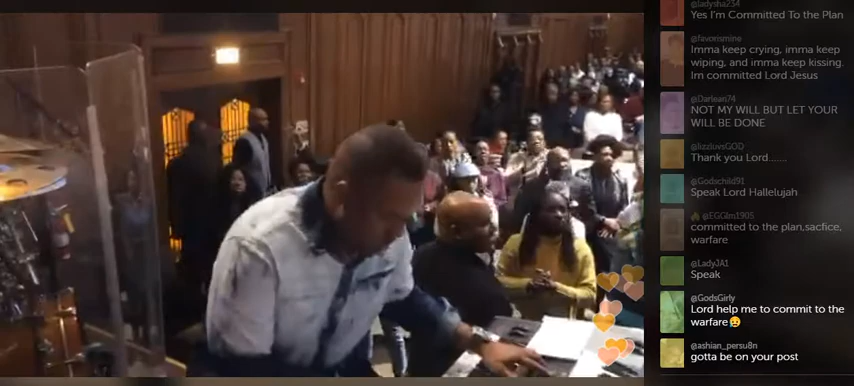 @ladysha234
Yes I'm Committed To the Plan
@favorismine
Imma keep crying, imma keep
wiping, and imma keep kissing.
Im committed Lord Jesus
@Darlean74
NOT MY WILL BUT LET YOUR
WILL BE DONE
@lizzluvsGOD
Thank you Lord.......
@Godschild91
Speak Lord Hallelujah
🔥 @EGGIm1905
committed to the plan,sacfice,
warfare
@LadyJA1
Speak
@GodsGirly
Lord help me to commit to the
warfare😢
@ashian_persu8n
gotta be on your post